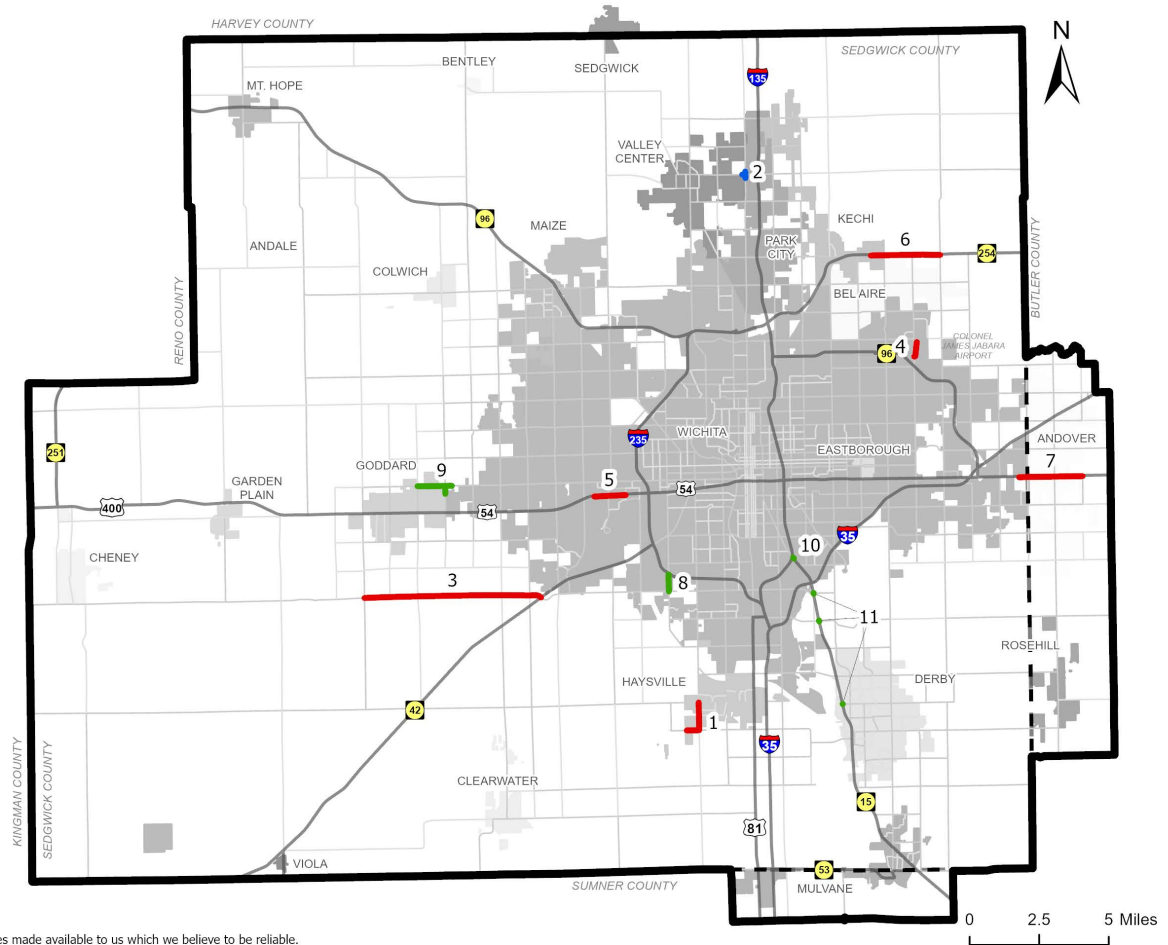 HARVEY COUNTY
SEDGWICK COUNTY
N
BENTLEY
SEDGWICK
135
MT. HOPE
VALLEY
CENTER
2
96
MAIZE
KECHI
6
PARK
CITY
254
ANDALE
COLWICH
BEL AIRE
RENO COUNTY
BUTLER COUNTY
COLONEL
JAMES JABARA
AIRPORT
4
96
235
WICHITA
EASTBOROUGH
ANDOVER
251
GODDARD
9
7
GARDEN
PLAIN
5
54
400
54
35
10
CHENEY
3
8
11
ROSEHILL
HAYSVILLE
DERBY
42
1
35
KINGMAN COUNTY
SEDGWICK COUNTY
CLEARWATER
15
81
VIOLA
53
SUMNER COUNTY
MULVANE
0 2.5 5 Miles
es made available to us which we believe to be reliable.